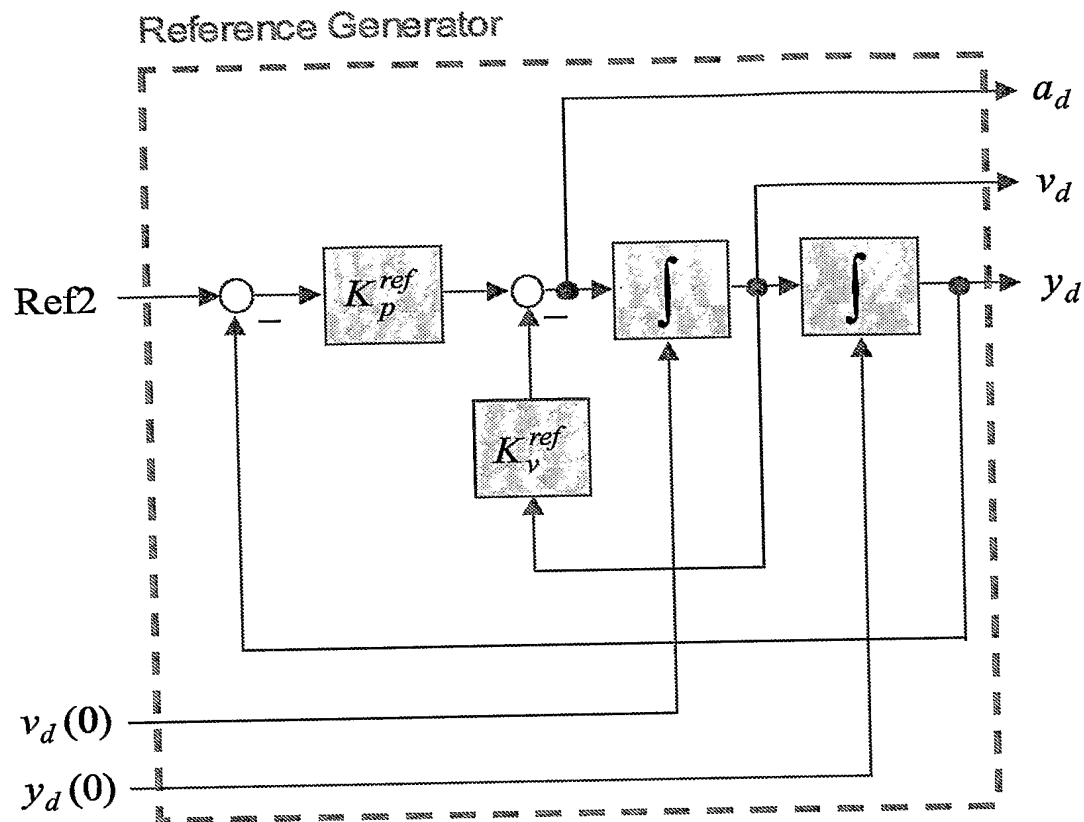 Reference Generator
a_d
v_d
Ref2
K_p^{ref}
∫
∫
y_d
K_v^{ref}
v_d(0)
y_d(0)